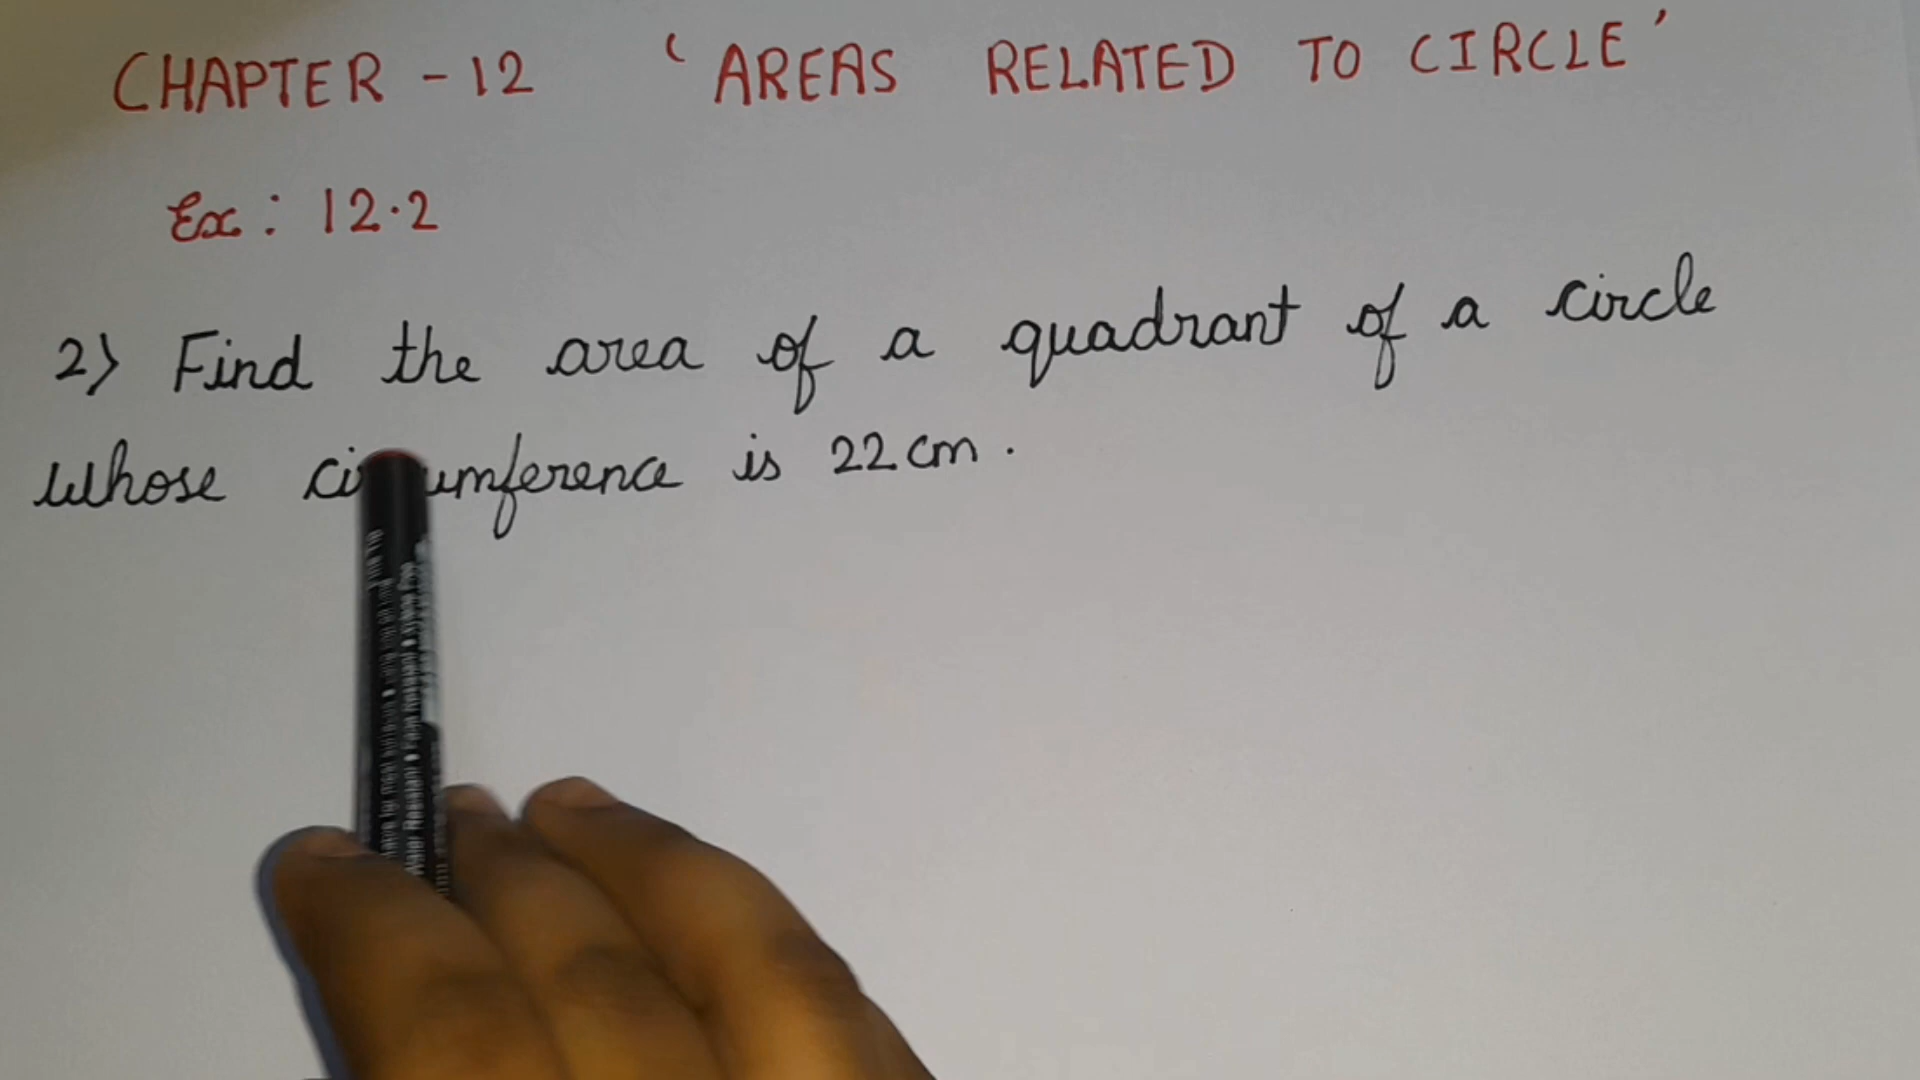 CHAPTER - 12 ‘AREAS RELATED TO CIRCLE’
Ex: 12.2
2) Find the area of a quadrant of a circle
whose circumference is 22 cm.